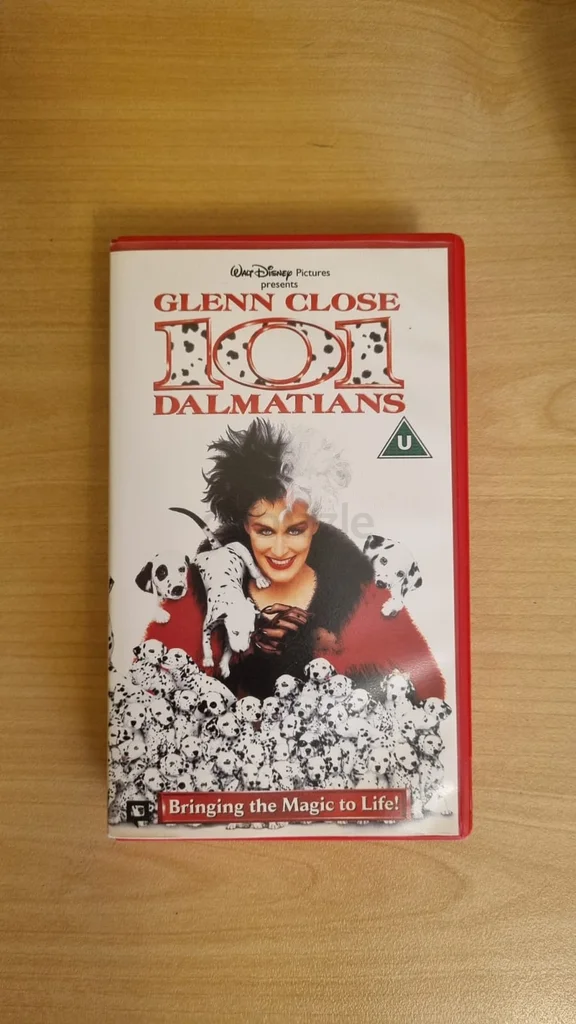 Walt Disney Pictures
presents
GLENN CLOSE
101
DALMATIANS
U
Bringing the Magic to Life!